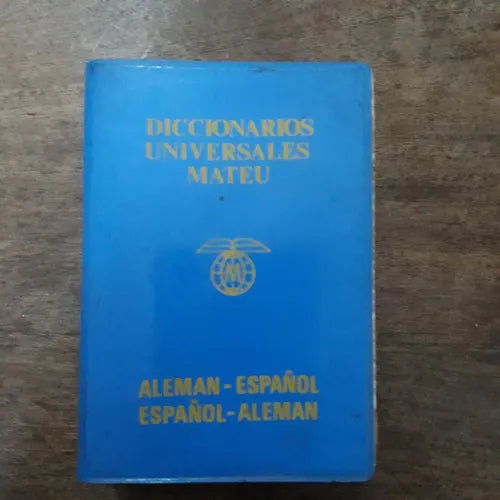 DICCIONARIOS
UNIVERSALES
MATEU
M
ALEMAN-ESPAÑOL
ESPAÑOL-ALEMAN